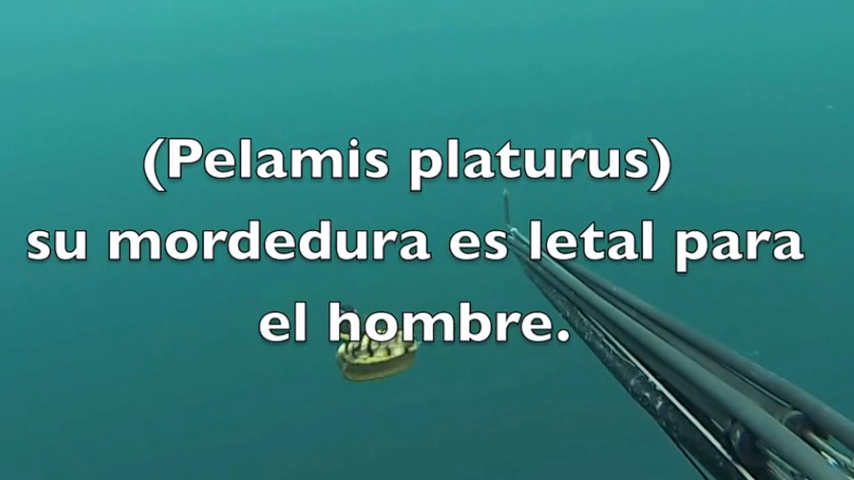 (Pelamis platurus)
su mordedura es letal para
el hombre.